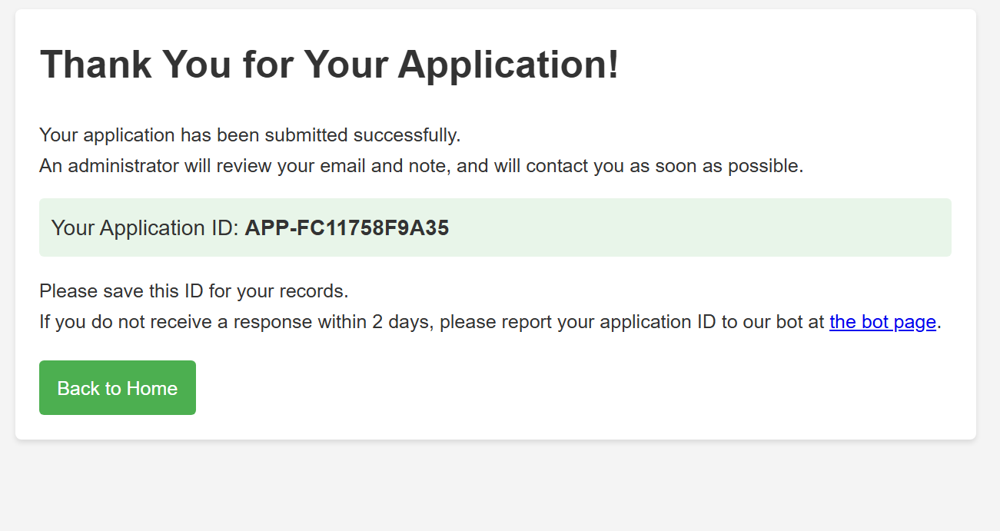 Thank You for Your Application!
Your application has been submitted successfully.
An administrator will review your email and note, and will contact you as soon as possible.
Your Application ID: APP-FC11758F9A35
Please save this ID for your records.
If you do not receive a response within 2 days, please report your application ID to our bot at the bot page.
Back to Home